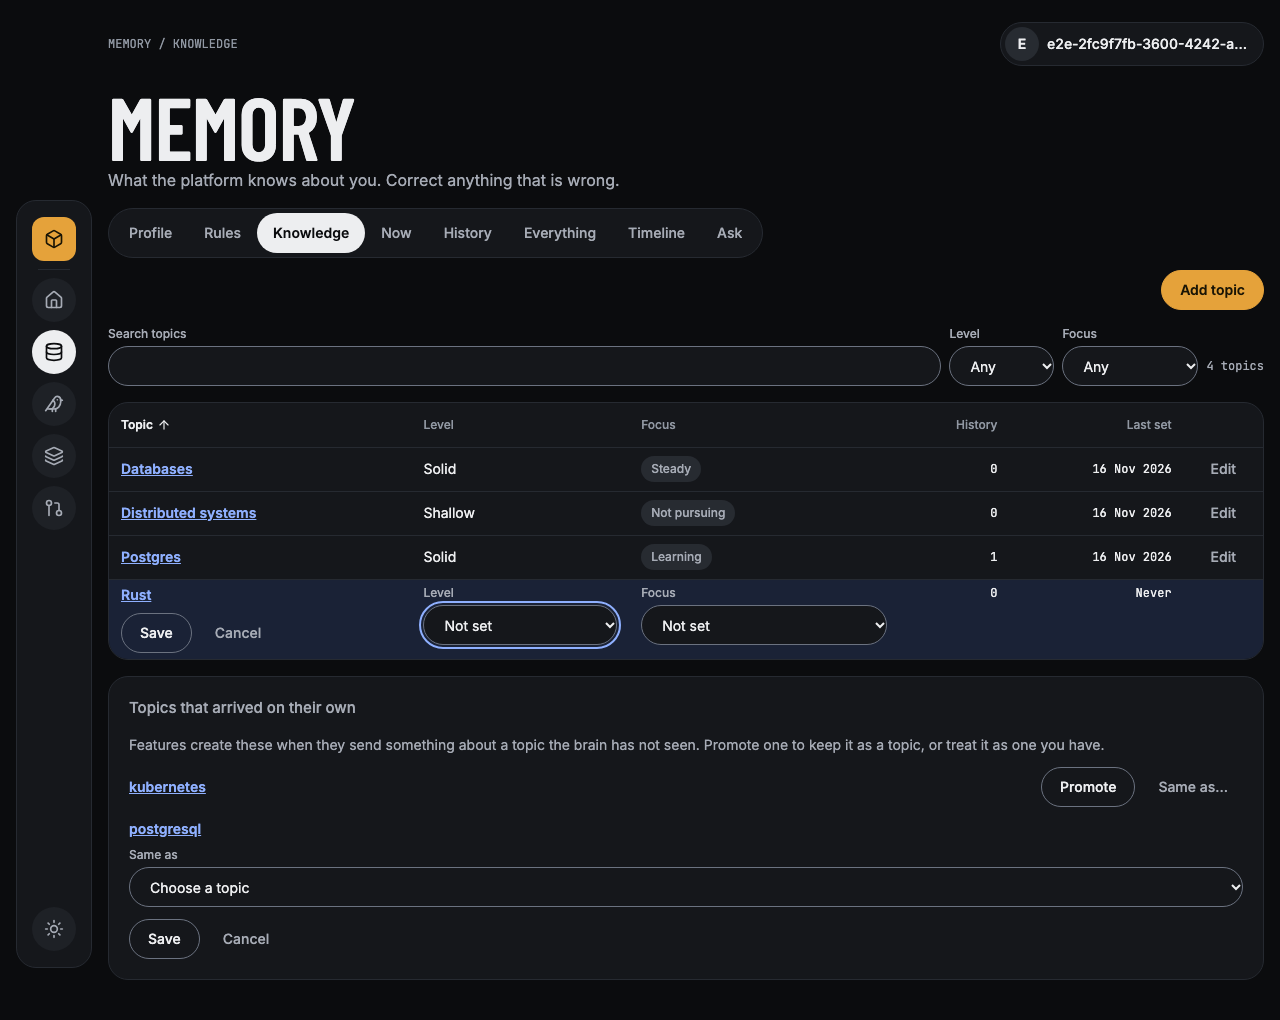 MEMORY / KNOWLEDGE
E e2e-2fc9f7fb-3600-4242-a...
MEMORY
What the platform knows about you. Correct anything that is wrong.
Profile Rules Knowledge Now History Everything Timeline Ask
Add topic
Search topics Level Focus
Any Any 4 topics
Topic ↑ Level Focus History Last set
Databases Solid Steady 0 16 Nov 2026 Edit
Distributed systems Shallow Not pursuing 0 16 Nov 2026 Edit
Postgres Solid Learning 1 16 Nov 2026 Edit
Rust Level Focus 0 Never
Save Cancel Not set Not set
Topics that arrived on their own
Features create these when they send something about a topic the brain has not seen. Promote one to keep it as a topic, or treat it as one you have.
kubernetes Promote Same as...
postgresql
Same as
Choose a topic
Save Cancel